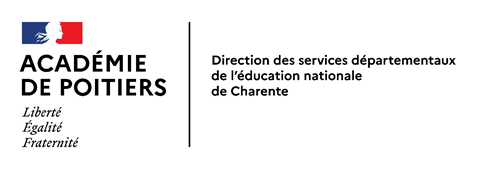 ACADÉMIE
DE POITIERS
Liberté
Égalité
Fraternité
Direction des services départementaux
de l'éducation nationale
de Charente